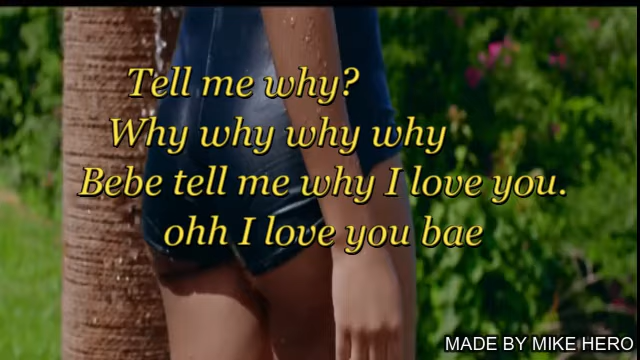 Tell me why?
Why why why why
Bebe tell me why I love you.
ohh I love you bae
MADE BY MIKE HERO